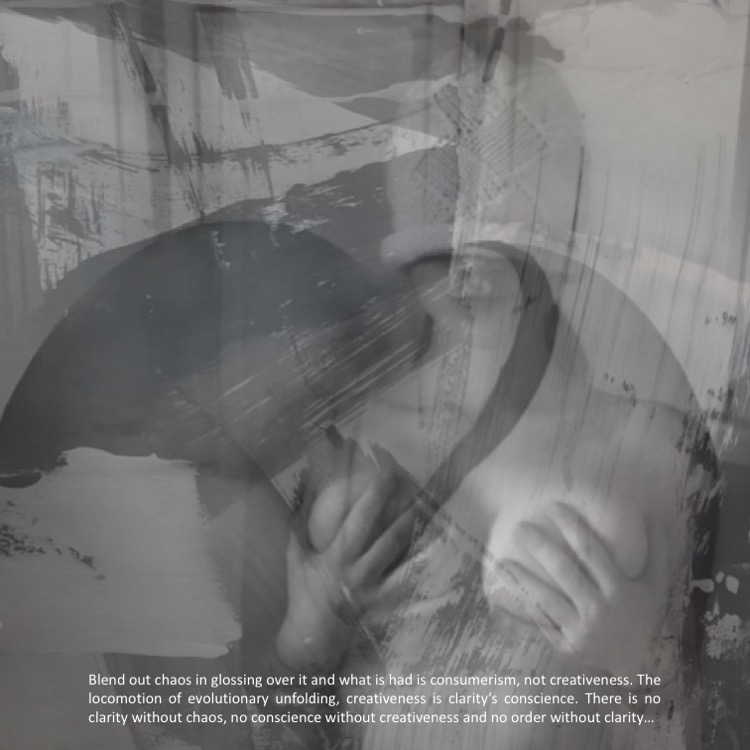 Blend out chaos in glossing over it and what is had is consumerism, not creativeness. The
locomotion of evolutionary unfolding, creativeness is clarity’s conscience. There is no
clarity without chaos, no conscience without creativeness and no order without clarity…